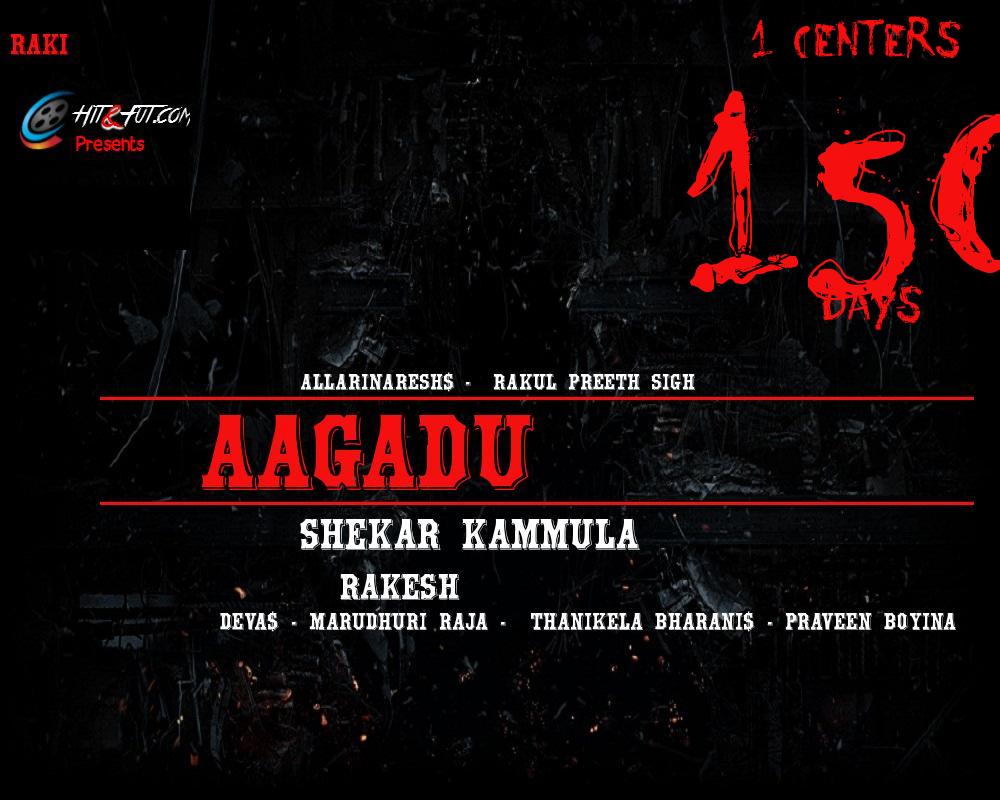 RAKI
1 CENTERS
HIT&FUT.COM
Presents
150
DAYS
ALLARINARESH$ - RAKUL PREETH SIGH
AAGADU
SHEKAR KAMMULA
RAKESH
DEVA$ - MARUDHURI RAJA - THANIKELA BHARANI$ - PRAVEEN BOYINA